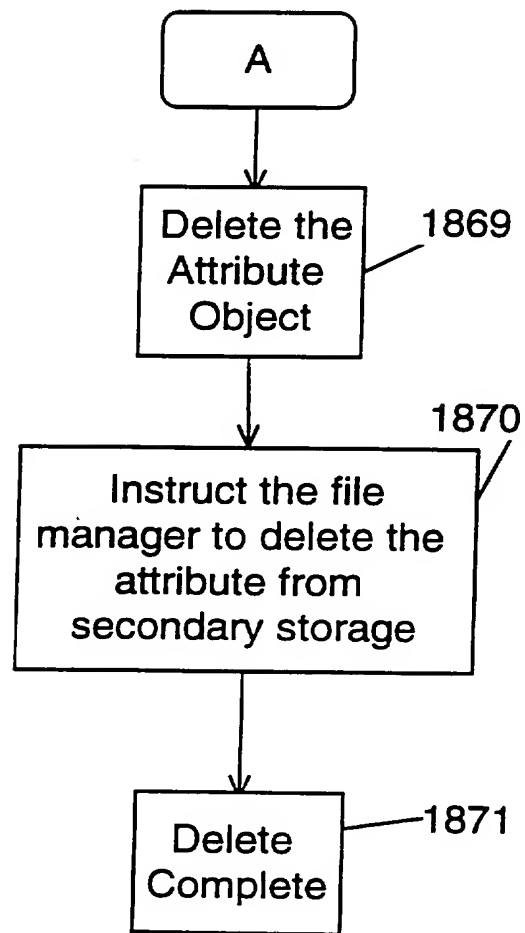 A
Delete the
Attribute
Object
1869
1870
Instruct the file
manager to delete the
attribute from
secondary storage
Delete
Complete
1871